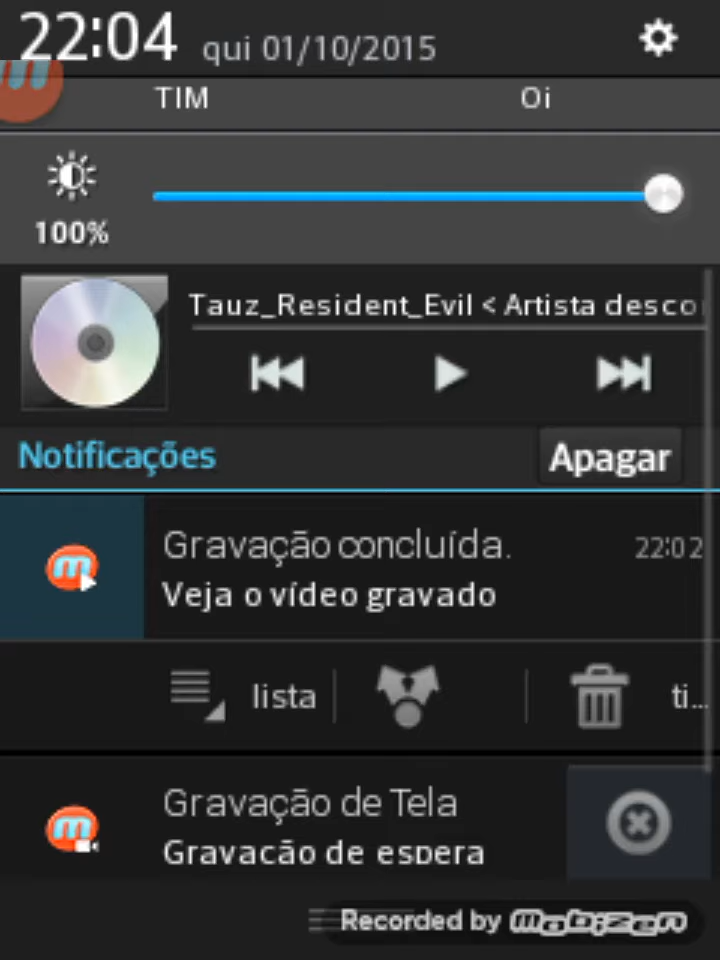 22:04 qui 01/10/2015
TIM Oi
100%
Tauz_Resident_Evil < Artista desco
Notificações Apagar
Gravação concluída. 22:02
Veja o vídeo gravado
lista ti...
Gravação de Tela
Gravação de espera
Recorded by mobizen